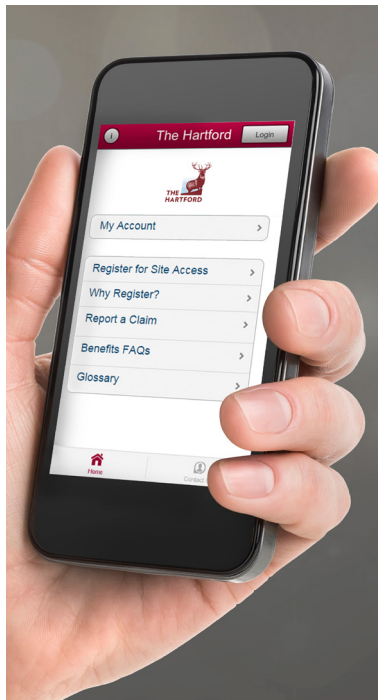 i
The Hartford
Login
THE
HARTFORD
My Account
Register for Site Access
Why Register?
Report a Claim
Benefits FAQs
Glossary
Home
Contact